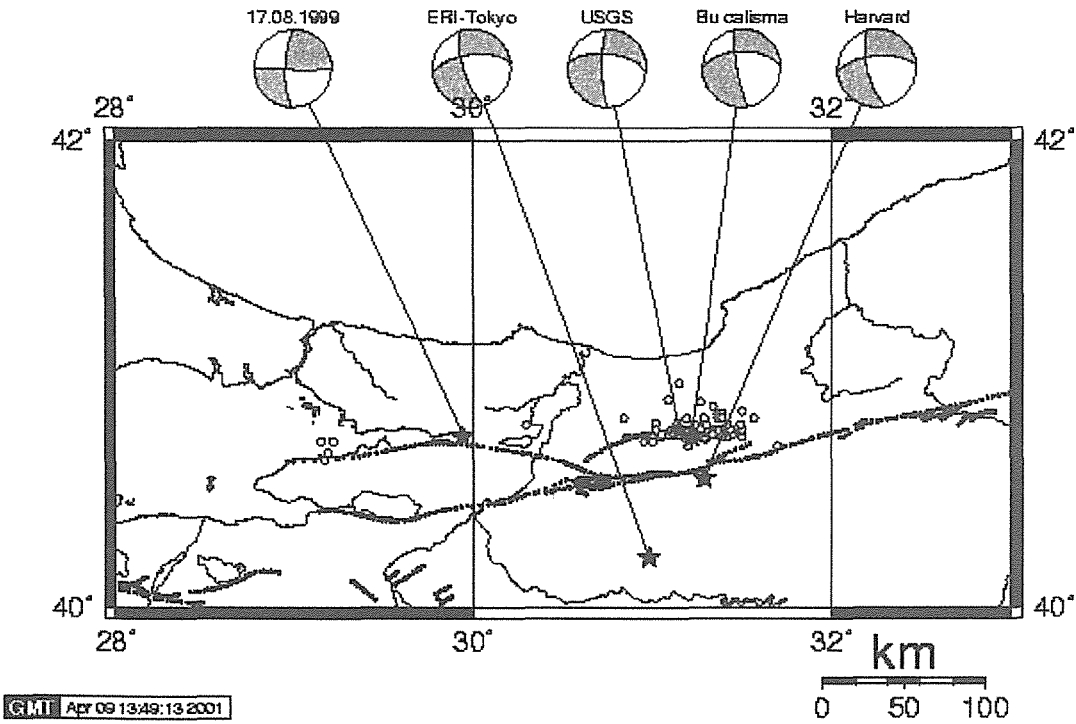 17.08.1999 ERI-Tokyo USGS Bu calisma Harvard
28° 30° 32°
42° 42°
40° 40°
28° 30° 32°
km
0 50 100
GMT Apr 09 13:49:13 2001